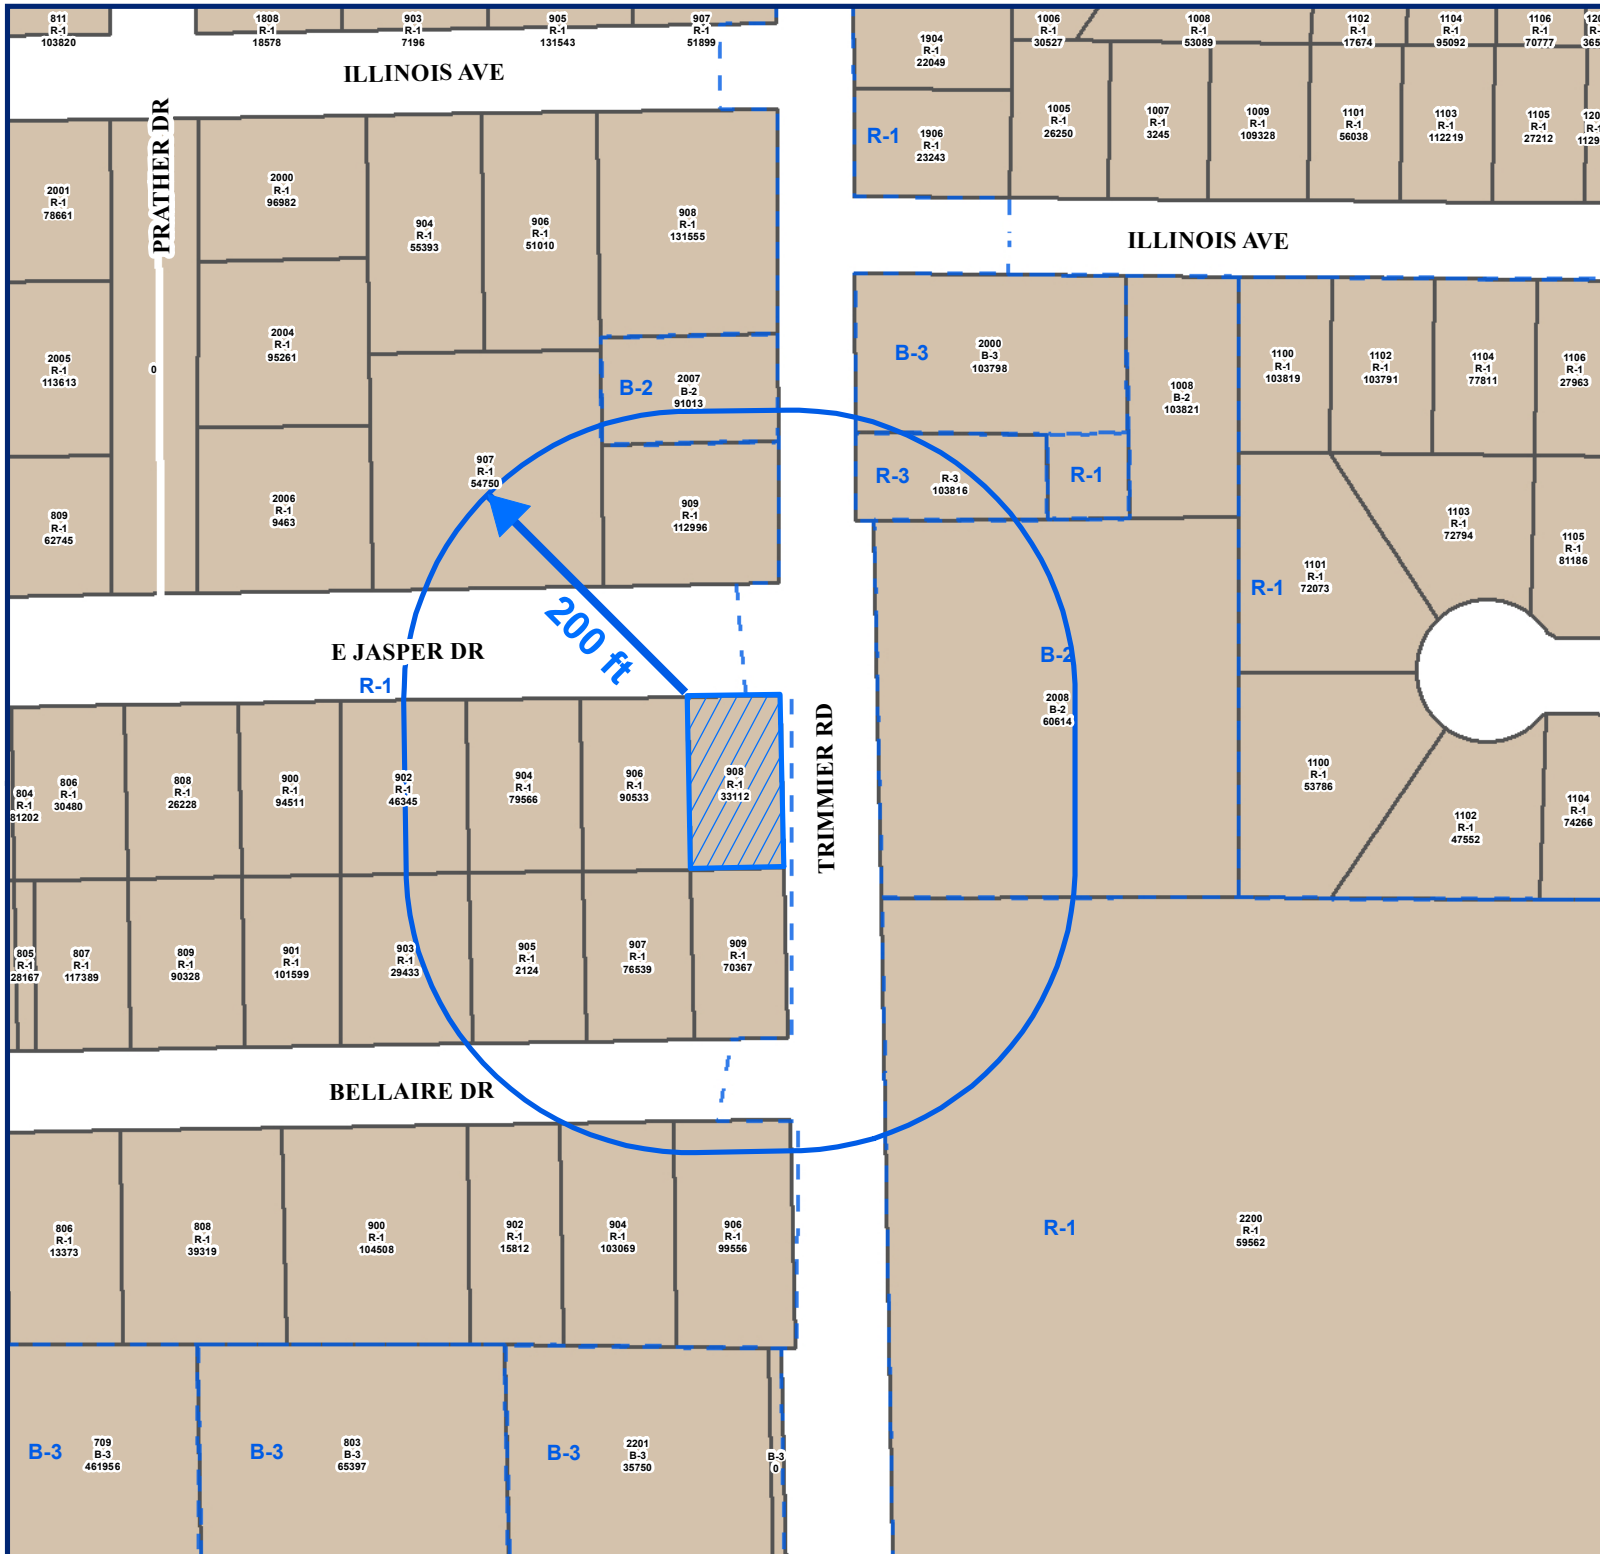 811
R-1
103820
1808
R-1
18578
903
R-1
7196
905
R-1
131543
907
R-1
51899
ILLINOIS AVE
1904
R-1
22049
1006
R-1
30527
1008
R-1
53089
1102
R-1
17674
1104
R-1
95092
1106
R-1
70777
R-1
1906
R-1
23243
1005
R-1
26250
1007
R-1
3245
1009
R-1
109328
1101
R-1
56038
1103
R-1
112219
1105
R-1
27212
PRATHER DR
2001
R-1
78661
2000
R-1
96982
904
R-1
55393
906
R-1
51010
908
R-1
131555
ILLINOIS AVE
2005
R-1
113613
0
2004
R-1
95261
B-2
2007
B-2
91013
B-3
2000
B-3
103798
1008
B-2
103821
1100
R-1
103819
1102
R-1
103791
1104
R-1
77811
1106
R-1
27963
809
R-1
62745
2006
R-1
9463
907
R-1
54750
909
R-1
112996
R-3
R-3
103816
R-1
1103
R-1
72794
1105
R-1
81186
R-1
1101
R-1
72073
200 ft
E JASPER DR
R-1
B-2
2008
B-2
60614
TRIMMIER RD
804
R-1
81202
806
R-1
30480
808
R-1
26228
900
R-1
94511
902
R-1
46345
904
R-1
79566
906
R-1
90533
908
R-1
33112
1100
R-1
53786
1102
R-1
47552
1104
R-1
74266
805
R-1
28167
807
R-1
117389
809
R-1
90328
901
R-1
101599
903
R-1
29433
905
R-1
2124
907
R-1
76539
909
R-1
70367
BELLAIRE DR
806
R-1
13373
808
R-1
39319
900
R-1
104508
902
R-1
15812
904
R-1
103069
906
R-1
99556
R-1
2200
R-1
59562
B-3
709
B-3
461956
B-3
803
B-3
65397
B-3
2201
B-3
35750
B-3
0